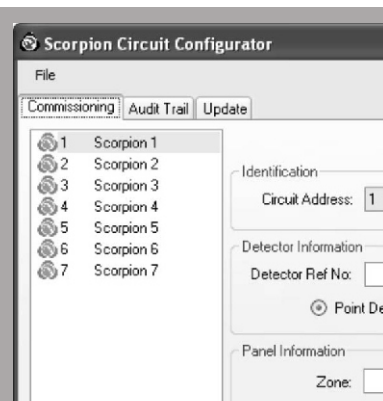 Scorpion Circuit Configurator
File
Commissioning Audit Trail Update
1 Scorpion 1
2 Scorpion 2
3 Scorpion 3
4 Scorpion 4
5 Scorpion 5
6 Scorpion 6
7 Scorpion 7
Identification
Circuit Address: 1
Detector Information
Detector Ref No:
Point
Panel Information
Zone: